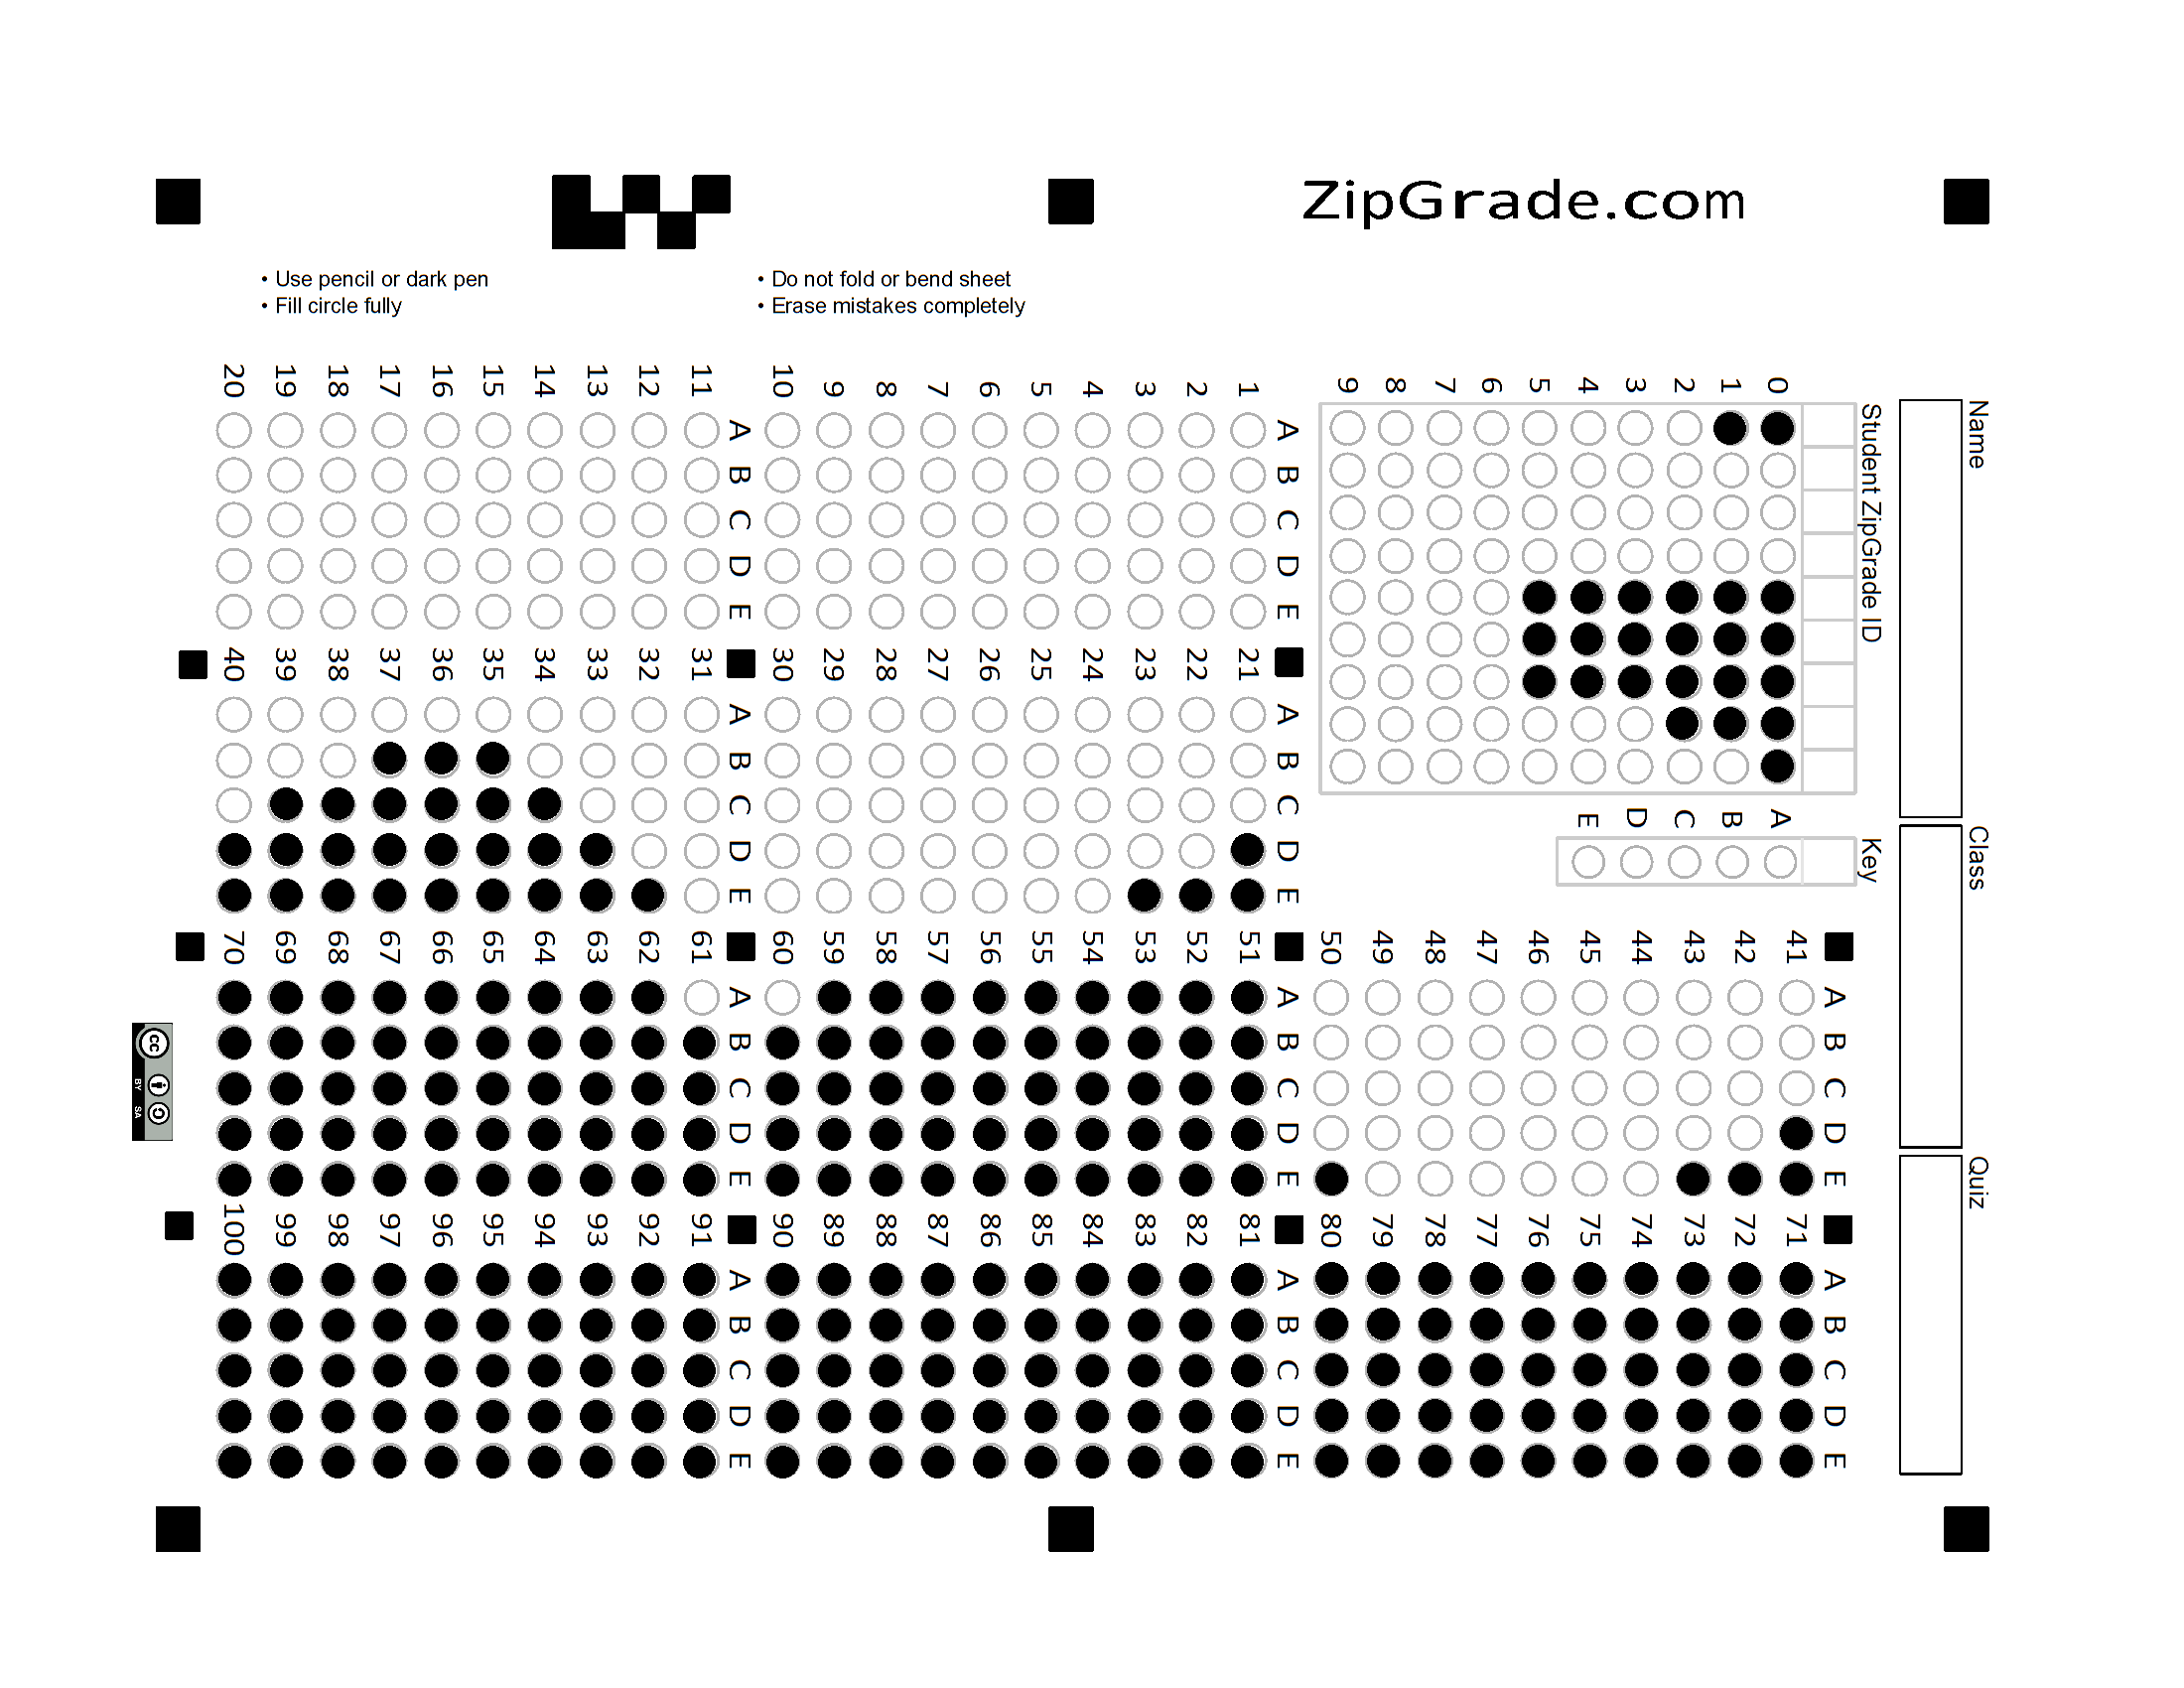 ZipGrade.com
• Use pencil or dark pen
• Fill circle fully
• Do not fold or bend sheet
• Erase mistakes completely
Name
Class
Quiz
Student ZipGrade ID
0 1 2 3 4 5 6 7 8 9
Key
A B C D E
1 2 3 4 5 6 7 8 9 10
A B C D E
11 12 13 14 15 16 17 18 19 20
A B C D E
21 22 23 24 25 26 27 28 29 30
A B C D E
31 32 33 34 35 36 37 38 39 40
A B C D E
41 42 43 44 45 46 47 48 49 50
A B C D E
51 52 53 54 55 56 57 58 59 60
A B C D E
61 62 63 64 65 66 67 68 69 70
A B C D E
71 72 73 74 75 76 77 78 79 80
A B C D E
81 82 83 84 85 86 87 88 89 90
A B C D E
91 92 93 94 95 96 97 98 99 100
A B C D E
cc
BY SA